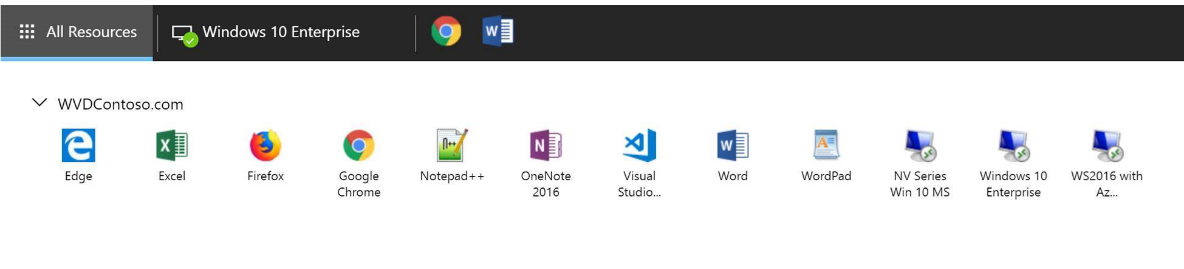 All Resources
Windows 10 Enterprise
WVDContoso.com
Edge
Excel
Firefox
Google
Chrome
Notepad++
OneNote
2016
Visual
Studio...
Word
WordPad
NV Series
Win 10 MS
Windows 10
Enterprise
WS2016 with
Az...